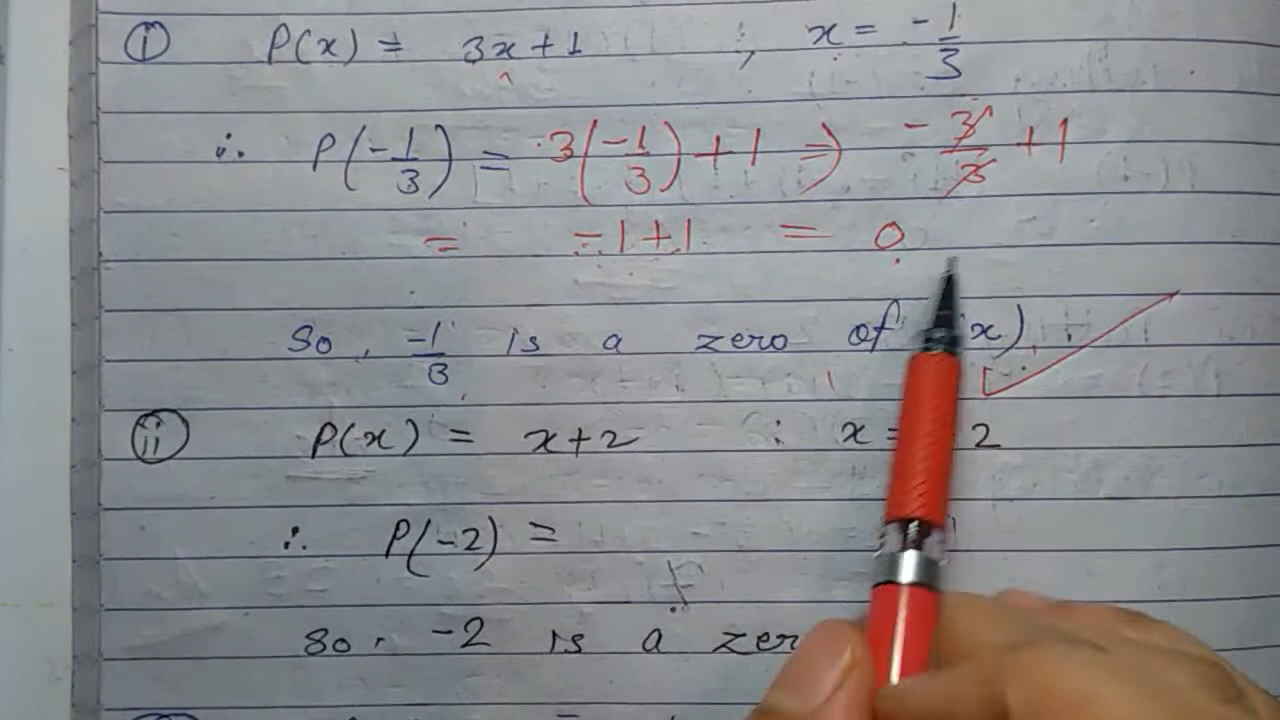 (i) P(x) = 3x+1 ; x = -1/3
∴ P(-1/3) = 3(-1/3) + 1 ⇒ -3/3 + 1
= -1+1 = 0
So, -1/3 is a zero of x)
(ii) P(x) = x+2 : x = 2
∴ P(-2) =
So, -2 is a